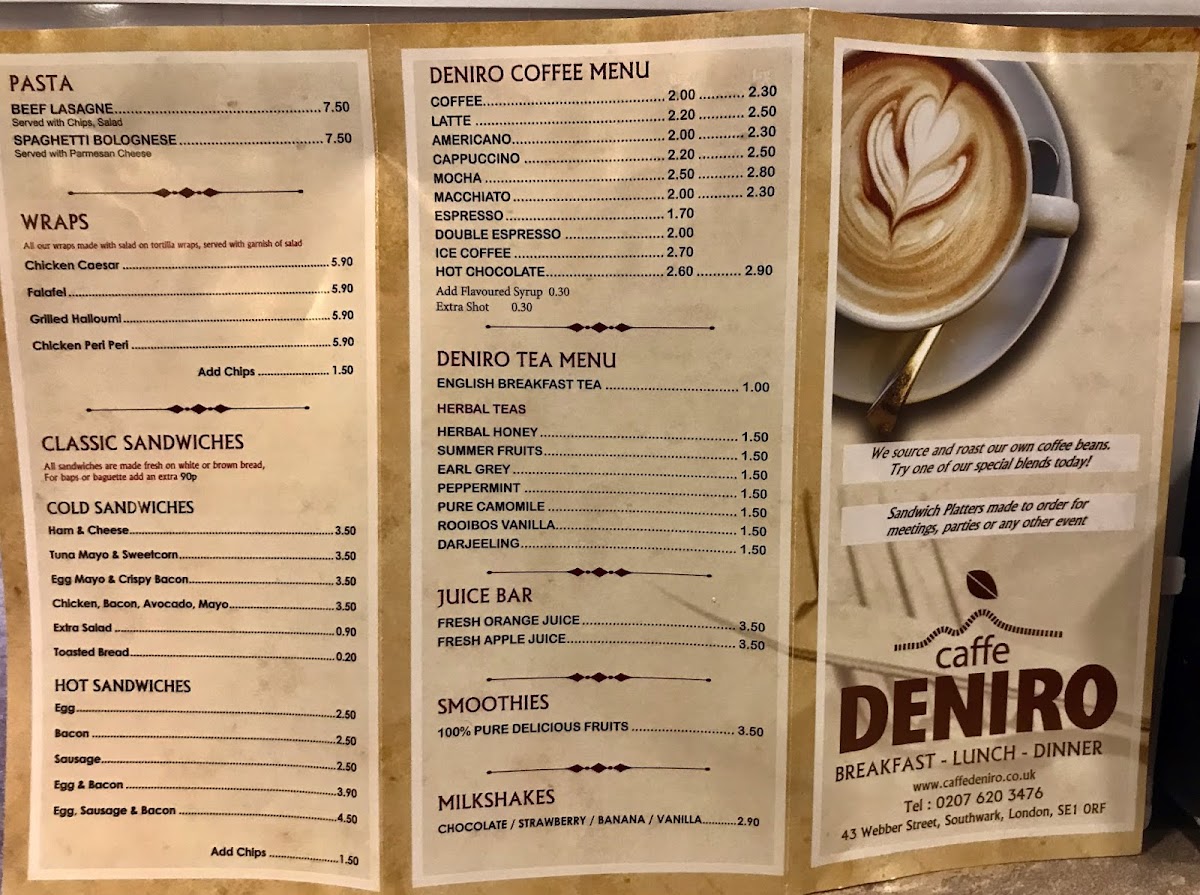 PASTA
BEEF LASAGNE 7.50
Served with Chips, Salad
SPAGHETTI BOLOGNESE 7.50
Served with Parmesan Cheese
WRAPS
All our wraps made with salad on tortilla wraps, served with garnish of salad
Chicken Caesar 5.90
Falafel 5.90
Grilled Halloumi 5.90
Chicken Peri Peri 5.90
Add Chips 1.50
CLASSIC SANDWICHES
All sandwiches are made fresh on white or brown bread,
For baps or baguette add an extra 90p
COLD SANDWICHES
Ham & Cheese 3.50
Tuna Mayo & Sweetcorn 3.50
Egg Mayo & Crispy Bacon 3.50
Chicken, Bacon, Avocado, Mayo 3.50
Extra Salad 0.90
Toasted Bread 0.20
HOT SANDWICHES
Egg 2.50
Bacon 2.50
Sausage 2.50
Egg & Bacon 3.90
Egg, Sausage & Bacon 4.50
Add Chips 1.50
DENIRO COFFEE MENU
COFFEE 2.00 2.30
LATTE 2.20 2.50
AMERICANO 2.00 2.30
CAPPUCCINO 2.20 2.50
MOCHA 2.50 2.80
MACCHIATO 2.00 2.30
ESPRESSO 1.70
DOUBLE ESPRESSO 2.00
ICE COFFEE 2.70
HOT CHOCOLATE 2.60 2.90
Add Flavoured Syrup 0.30
Extra Shot 0.30
DENIRO TEA MENU
ENGLISH BREAKFAST TEA 1.00
HERBAL TEAS
HERBAL HONEY 1.50
SUMMER FRUITS 1.50
EARL GREY 1.50
PEPPERMINT 1.50
PURE CAMOMILE 1.50
ROOIBOS VANILLA 1.50
DARJEELING 1.50
JUICE BAR
FRESH ORANGE JUICE 3.50
FRESH APPLE JUICE 3.50
SMOOTHIES
100% PURE DELICIOUS FRUITS 3.50
MILKSHAKES
CHOCOLATE / STRAWBERRY / BANANA / VANILLA 2.90
We source and roast our own coffee beans.
Try one of our special blends today!
Sandwich Platters made to order for
meetings, parties or any other event
caffe
DENIRO
BREAKFAST - LUNCH - DINNER
www.caffedeniro.co.uk
Tel : 0207 620 3476
43 Webber Street, Southwark, London, SE1 0RF